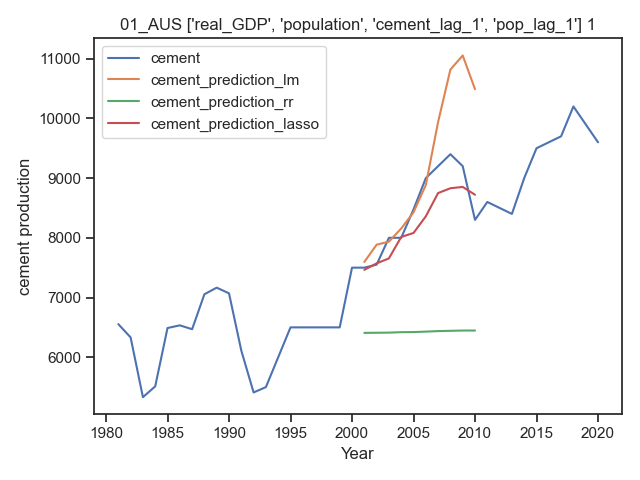 01_AUS ['real_GDP', 'population', 'cement_lag_1', 'pop_lag_1'] 1
cement
cement_prediction_lm
cement_prediction_rr
cement_prediction_lasso
cement production
11000
10000
9000
8000
7000
6000
1980 1985 1990 1995 2000 2005 2010 2015 2020
Year